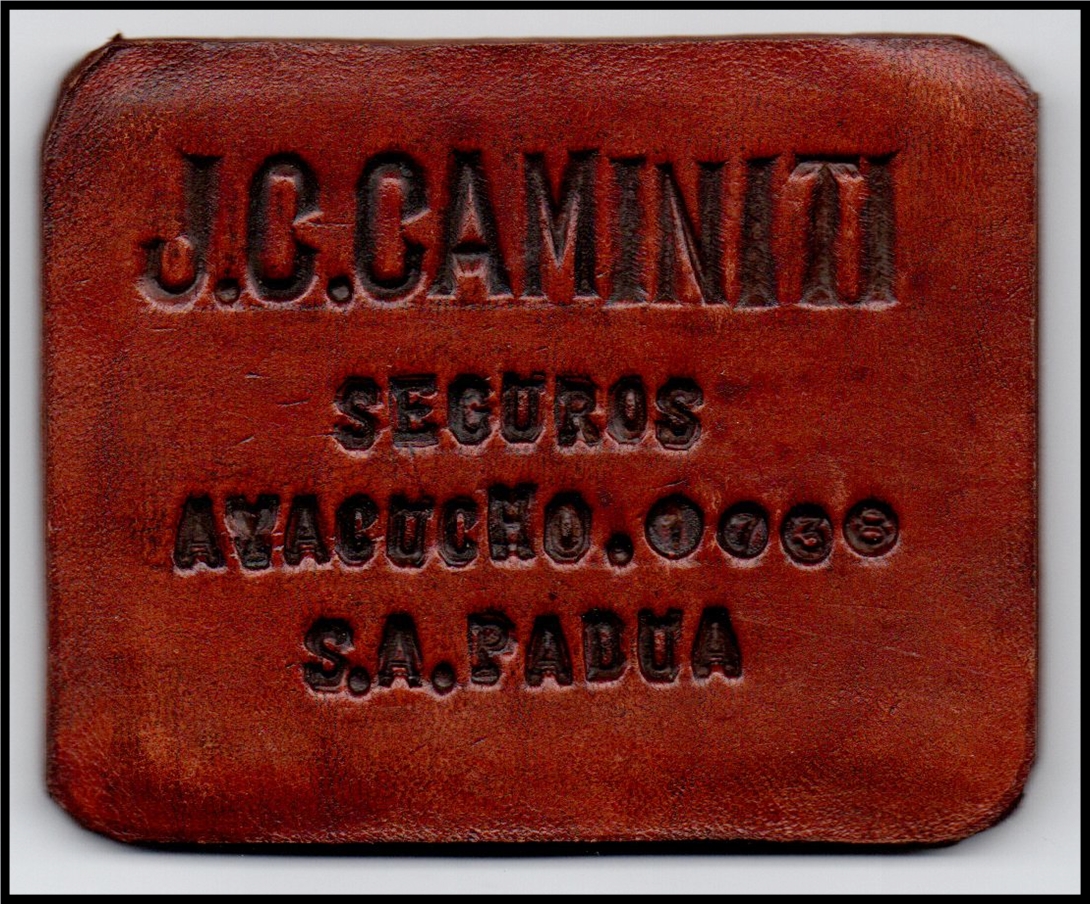 J.C.CAMINITI
SEGUROS
AYACUCHO.1738
S.A.PADUA